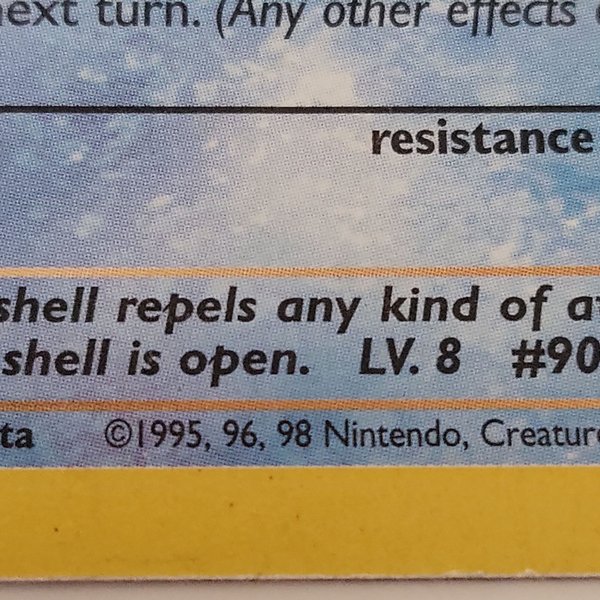 next turn. (Any other effects
resistance
shell repels any kind of
shell is open. LV. 8 #90
©1995, 96, 98 Nintendo,